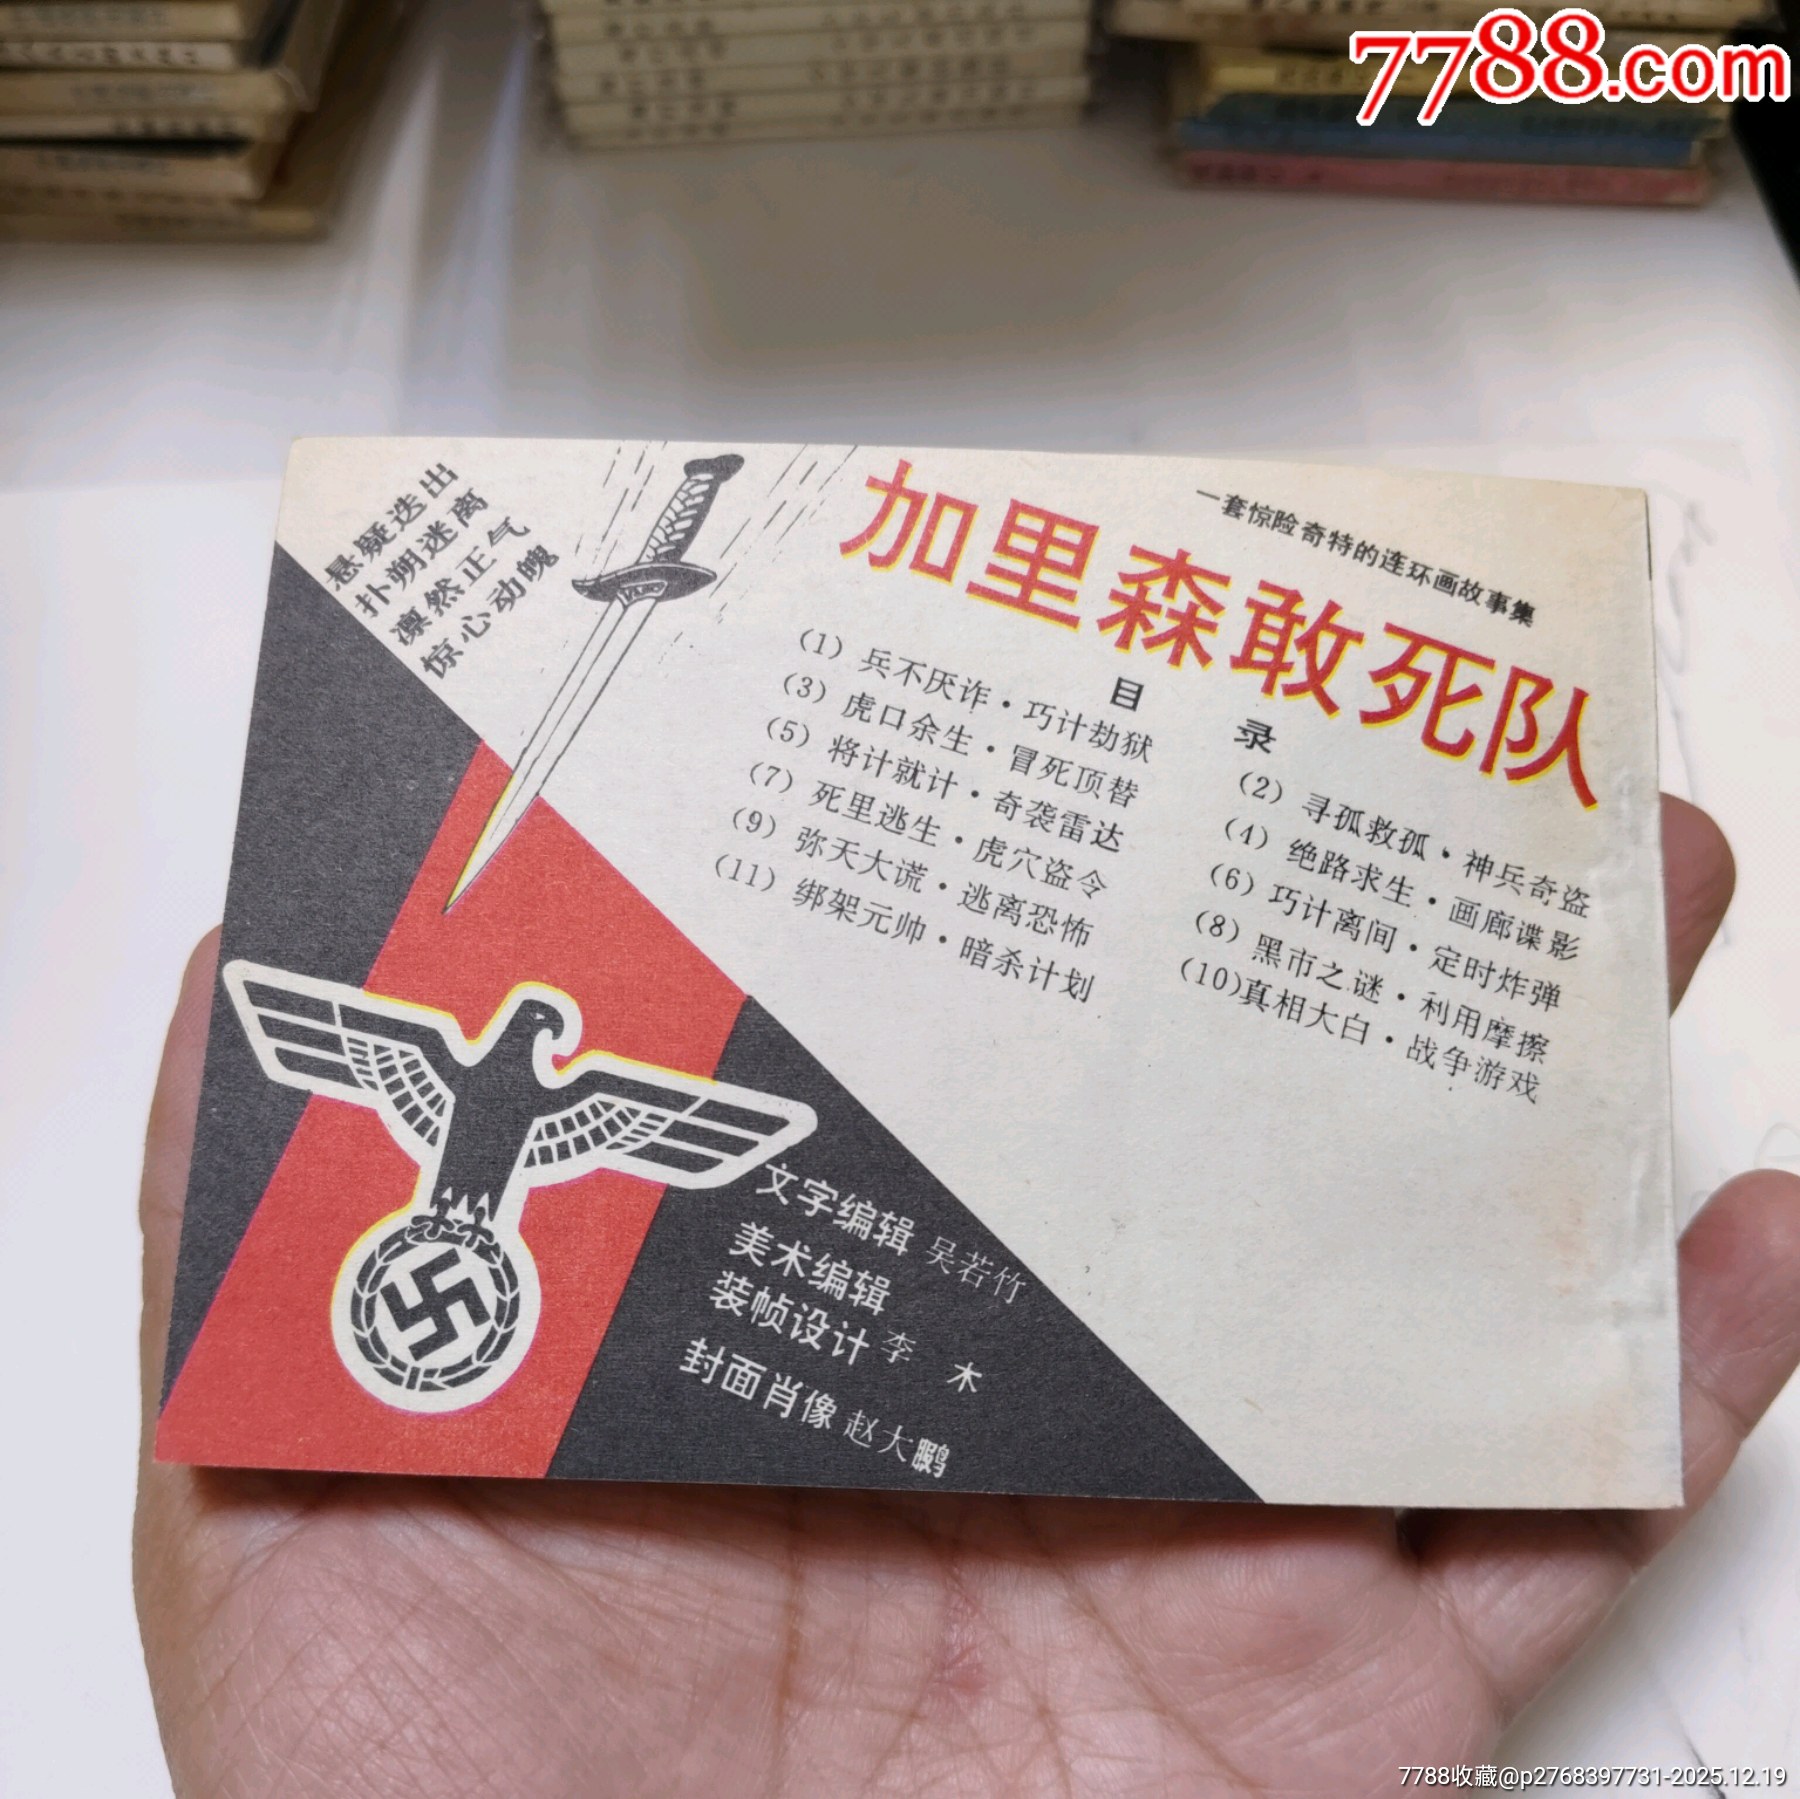 7788.com
悬疑迭出
扑朔迷离
凛然正气
惊心动魄
一套惊险奇特的连环画故事集
加里森敢死队
目 录
(1) 兵不厌诈·巧计劫狱
(2) 寻孤救孤·神兵奇盗
(3) 虎口余生·冒死顶替
(4) 绝路求生·画廊谍影
(5) 将计就计·奇袭雷达
(6) 巧计离间·定时炸弹
(7) 死里逃生·虎穴盗令
(8) 黑市之谜·利用摩擦
(9) 弥天大谎·逃离恐怖
(10)真相大白·战争游戏
(11) 绑架元帅·暗杀计划
文字编辑 吴若竹
美术编辑
装帧设计 李 木
封面肖像 赵大鹏
7788收藏@p2768397731-2025.12.19